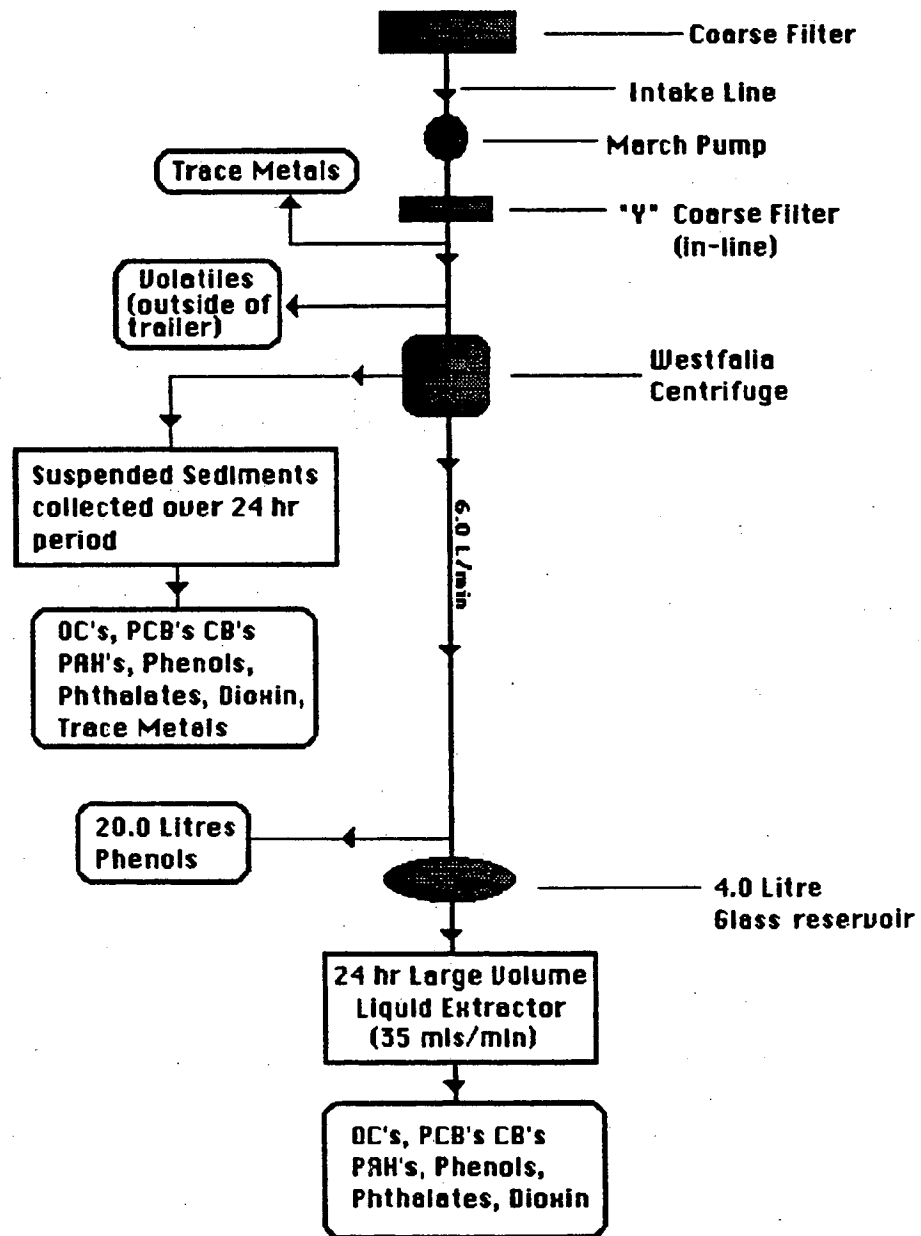 Coarse Filter
Intake Line
March Pump
Trace Metals
"Y" Coarse Filter
(in-line)
Volatiles
(outside of
trailer)
Westfalia
Centrifuge
Suspended Sediments
collected over 24 hr
period
6.0 L/min
OC's, PCB's CB's
PAH's, Phenols,
Phthalates, Dioxin,
Trace Metals
20.0 Litres
Phenols
4.0 Litre
Glass reservoir
24 hr Large Volume
Liquid Extractor
(35 mls/min)
OC's, PCB's CB's
PAH's, Phenols,
Phthalates, Dioxin